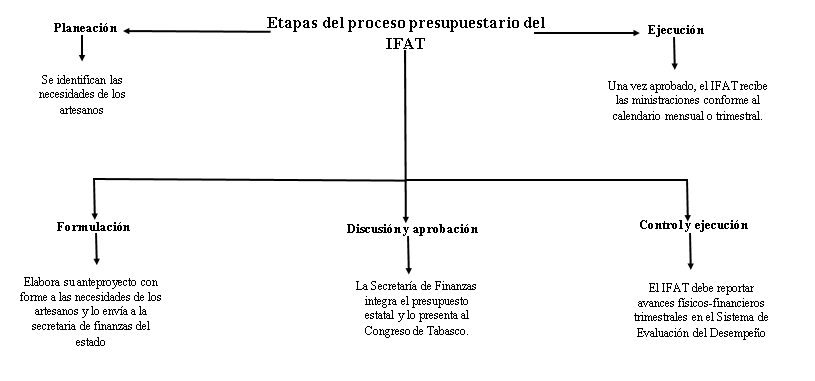 Etapas del proceso presupuestario del
IFAT
Planeación
Se identifican las
necesidades de los
artesanos
Ejecución
Una vez aprobado, el IFAT recibe
las ministraciones conforme al
calendario mensual o trimestral.
Formulación
Elabora su anteproyecto con
forme a las necesidades de los
artesanos y lo envía a la
secretaria de finanzas del
estado
Discusión y aprobación
La Secretaría de Finanzas
integra el presupuesto
estatal y lo presenta al
Congreso de Tabasco.
Control y ejecución
El IFAT debe reportar
avances físicos-financieros
trimestrales en el Sistema de
Evaluación del Desempeño